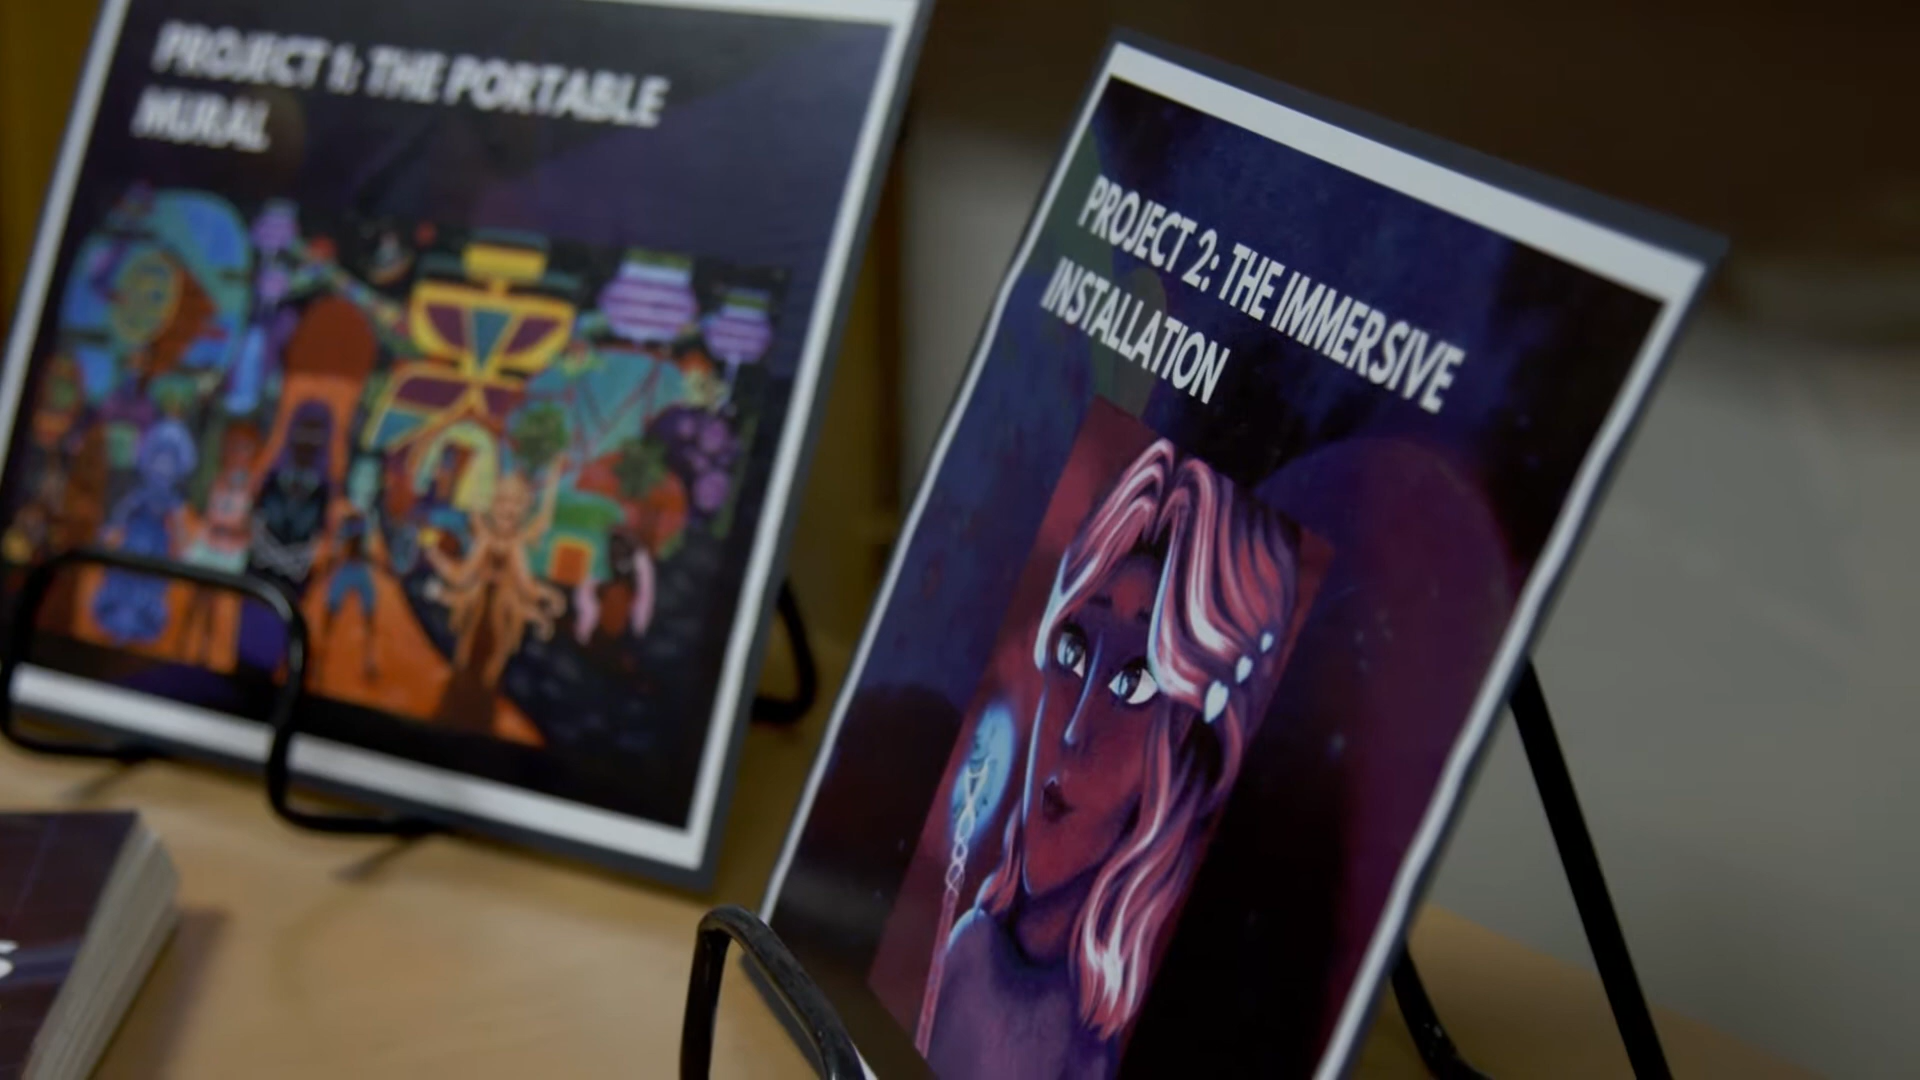 PROJECT 1: THE PORTABLE
MURAL
PROJECT 2: THE IMMERSIVE
INSTALLATION
S